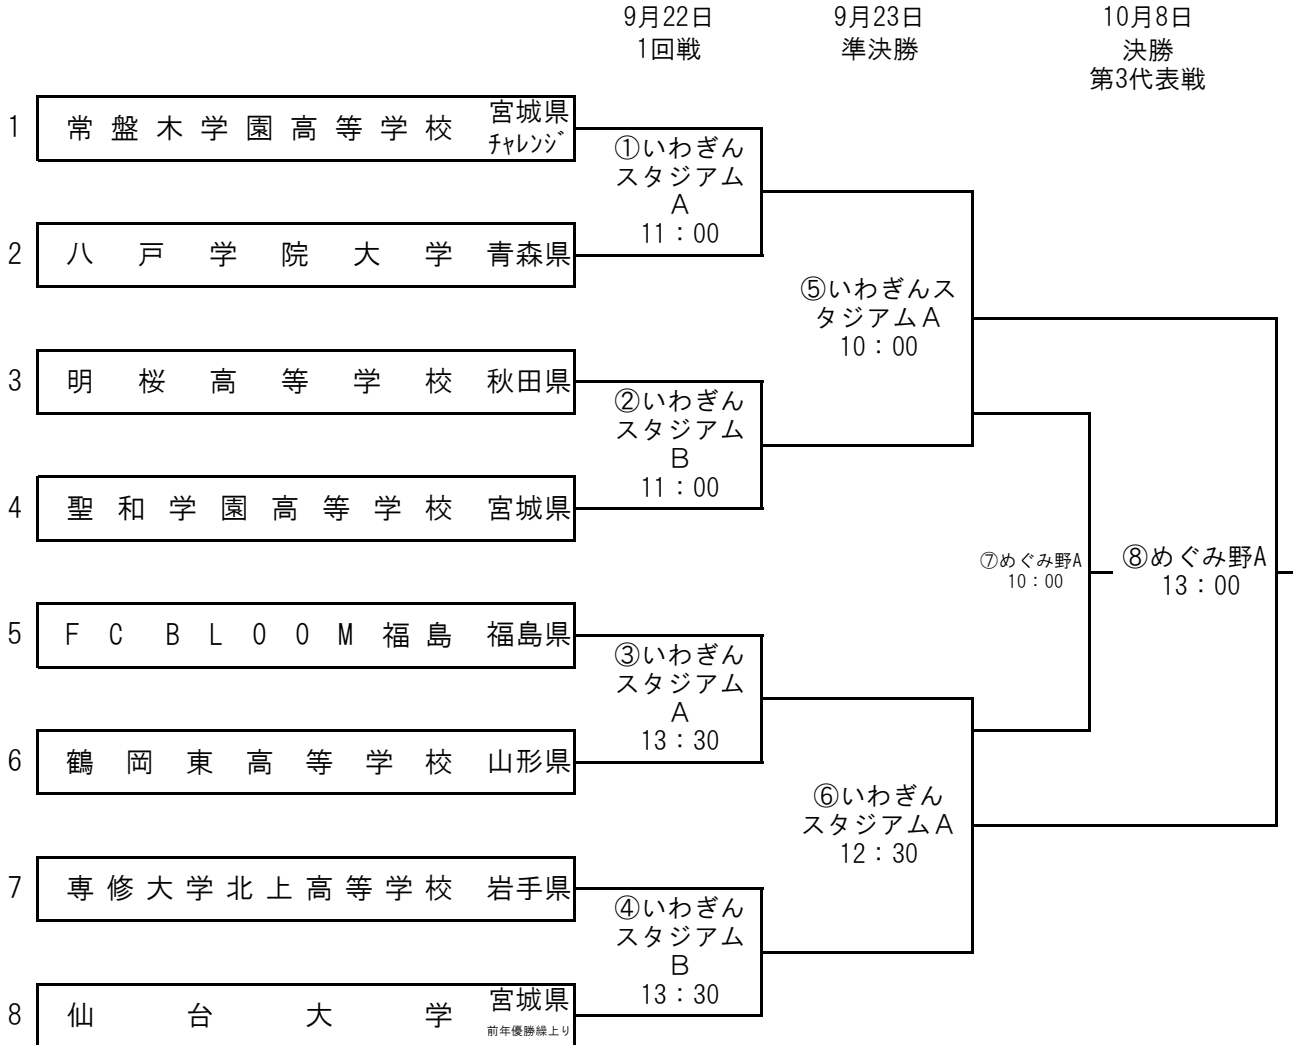 9月22日
1回戦
9月23日
準決勝
10月8日
決勝
第3代表戦
1 常盤木学園高等学校 宮城県
チャレンジ
①いわぎん
スタジアム
A
11：00
2 八戸学院大学 青森県
⑤いわぎんス
タジアムA
10：00
3 明桜高等学校 秋田県
②いわぎん
スタジアム
B
11：00
4 聖和学園高等学校 宮城県
⑦めぐみ野A
10：00
⑧めぐみ野A
13：00
5 FC BLOOM福島 福島県
③いわぎん
スタジアム
A
13：30
6 鶴岡東高等学校 山形県
⑥いわぎん
スタジアムA
12：30
7 専修大学北上高等学校 岩手県
④いわぎん
スタジアム
B
13：30
8 仙台大学 宮城県
前年優勝繰上り